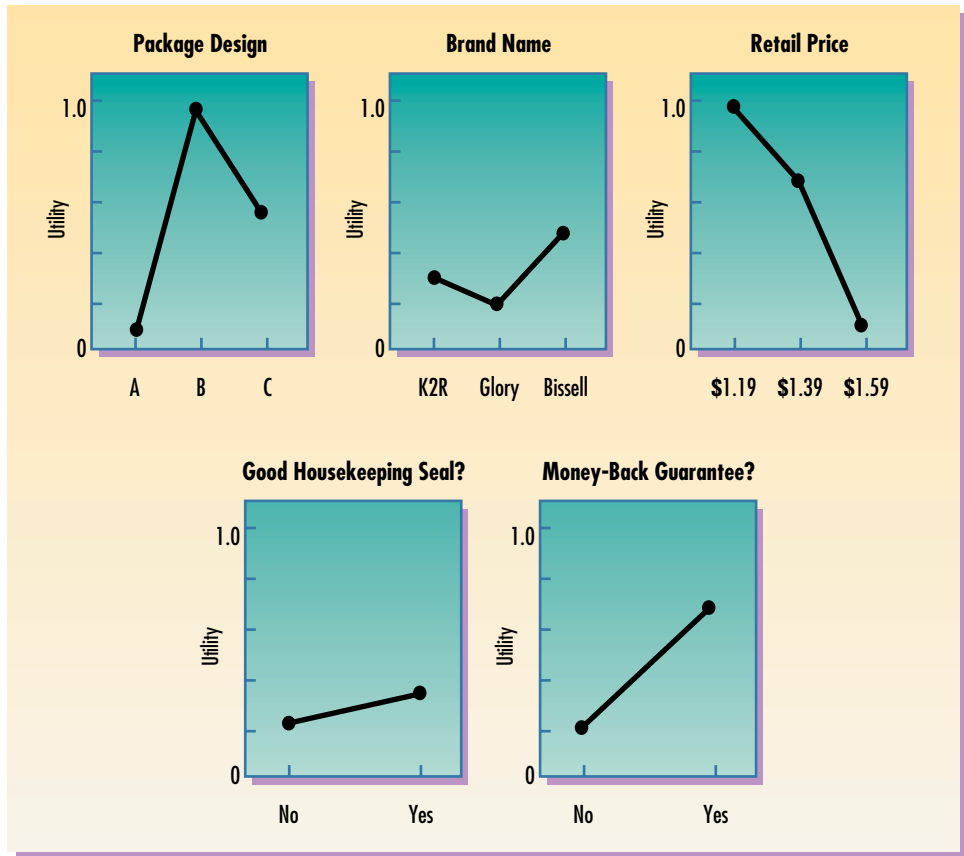 Package Design
Brand Name
Retail Price
1.0
1.0
1.0
Utility
Utility
Utility
0
0
0
A B C
K2R Glory Bissell
$1.19 $1.39 $1.59
Good Housekeeping Seal?
Money-Back Guarantee?
1.0
1.0
Utility
Utility
0
0
No Yes
No Yes